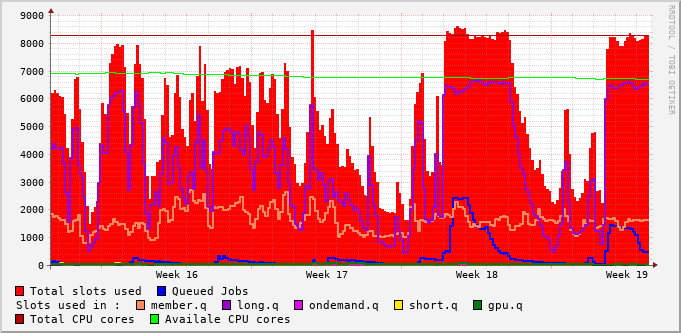 RRDTOOL / TOBI OETIKER
9000
8000
7000
6000
5000
4000
3000
2000
1000
0
Week 16 Week 17 Week 18 Week 19
Total slots used Queued Jobs
Slots used in : member.q long.q ondemand.q short.q gpu.q
Total CPU cores Availale CPU cores